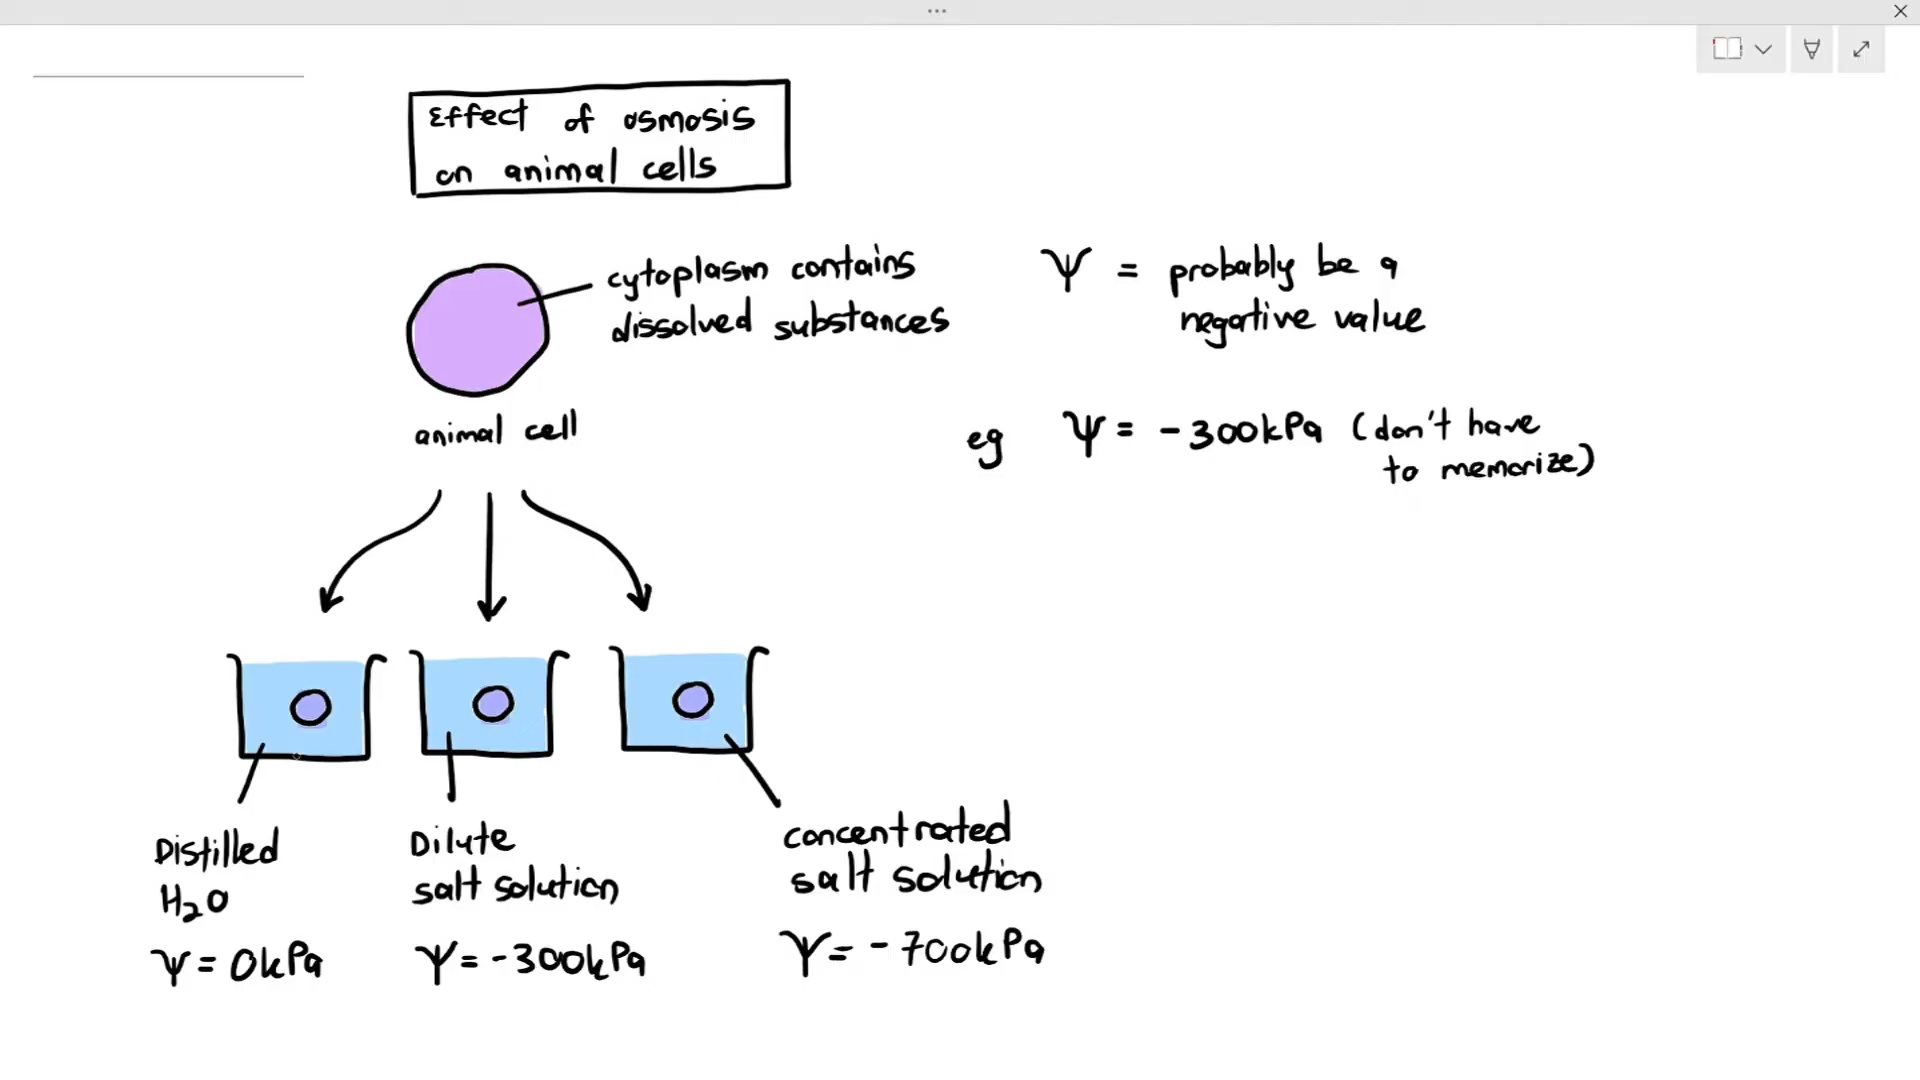 Effect of osmosis
on animal cells
cytoplasm contains
dissolved substances
Ψ = probably be a
negative value
animal cell
eg Ψ = -300kPa (don't have
to memorize)
Distilled
H₂O
Ψ = 0kPa
Dilute
salt solution
Ψ = -300kPa
concentrated
salt solution
Ψ = -700kPa